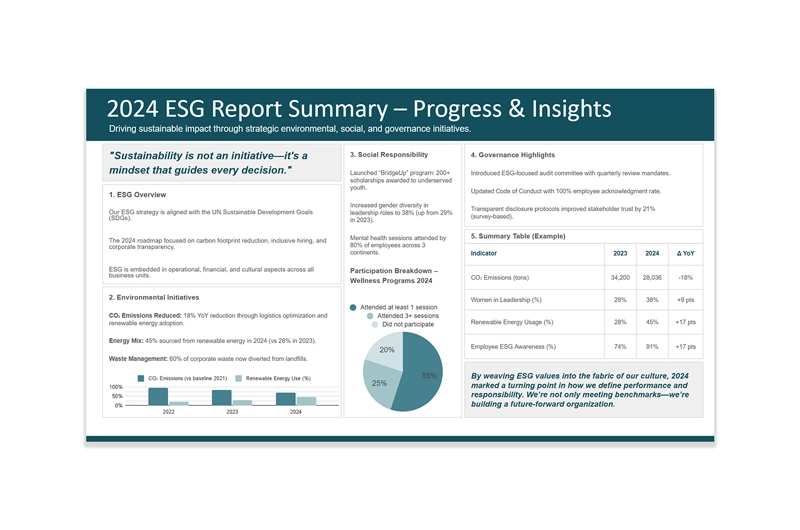 2024 ESG Report Summary – Progress & Insights
Driving sustainable impact through strategic environmental, social, and governance initiatives.
"Sustainability is not an initiative—it's a
mindset that guides every decision."
1. ESG Overview
Our ESG strategy is aligned with the UN Sustainable Development Goals
(SDGs).
The 2024 roadmap focused on carbon footprint reduction, inclusive hiring, and
corporate transparency.
ESG is embedded in operational, financial, and cultural aspects across all
business units.
2. Environmental Initiatives
CO₂ Emissions Reduced: 18% YoY reduction through logistics optimization and
renewable energy adoption.
Energy Mix: 45% sourced from renewable energy in 2024 (vs 28% in 2023).
Waste Management: 60% of corporate waste now diverted from landfills.
CO₂ Emissions (vs baseline 2021) Renewable Energy Use (%)
100%
50%
0%
2022 2023 2024
3. Social Responsibility
Launched "BridgeUp" program: 200+
scholarships awarded to underserved
youth.
Increased gender diversity in
leadership roles to 38% (up from 29%
in 2023).
Mental health sessions attended by
80% of employees across 3
continents.
Participation Breakdown –
Wellness Programs 2024
Attended at least 1 session
Attended 3+ sessions
Did not participate
20%
25%
55%
4. Governance Highlights
Introduced ESG-focused audit committee with quarterly review mandates.
Updated Code of Conduct with 100% employee acknowledgment rate.
Transparent disclosure protocols improved stakeholder trust by 21%
(survey-based).
5. Summary Table (Example)
Indicator 2023 2024 Δ YoY
CO₂ Emissions (tons) 34,200 28,036 -18%
Women in Leadership (%) 29% 38% +9 pts
Renewable Energy Usage (%) 28% 45% +17 pts
Employee ESG Awareness (%) 74% 91% +17 pts
By weaving ESG values into the fabric of our culture, 2024
marked a turning point in how we define performance and
responsibility. We're not only meeting benchmarks—we're
building a future-forward organization.